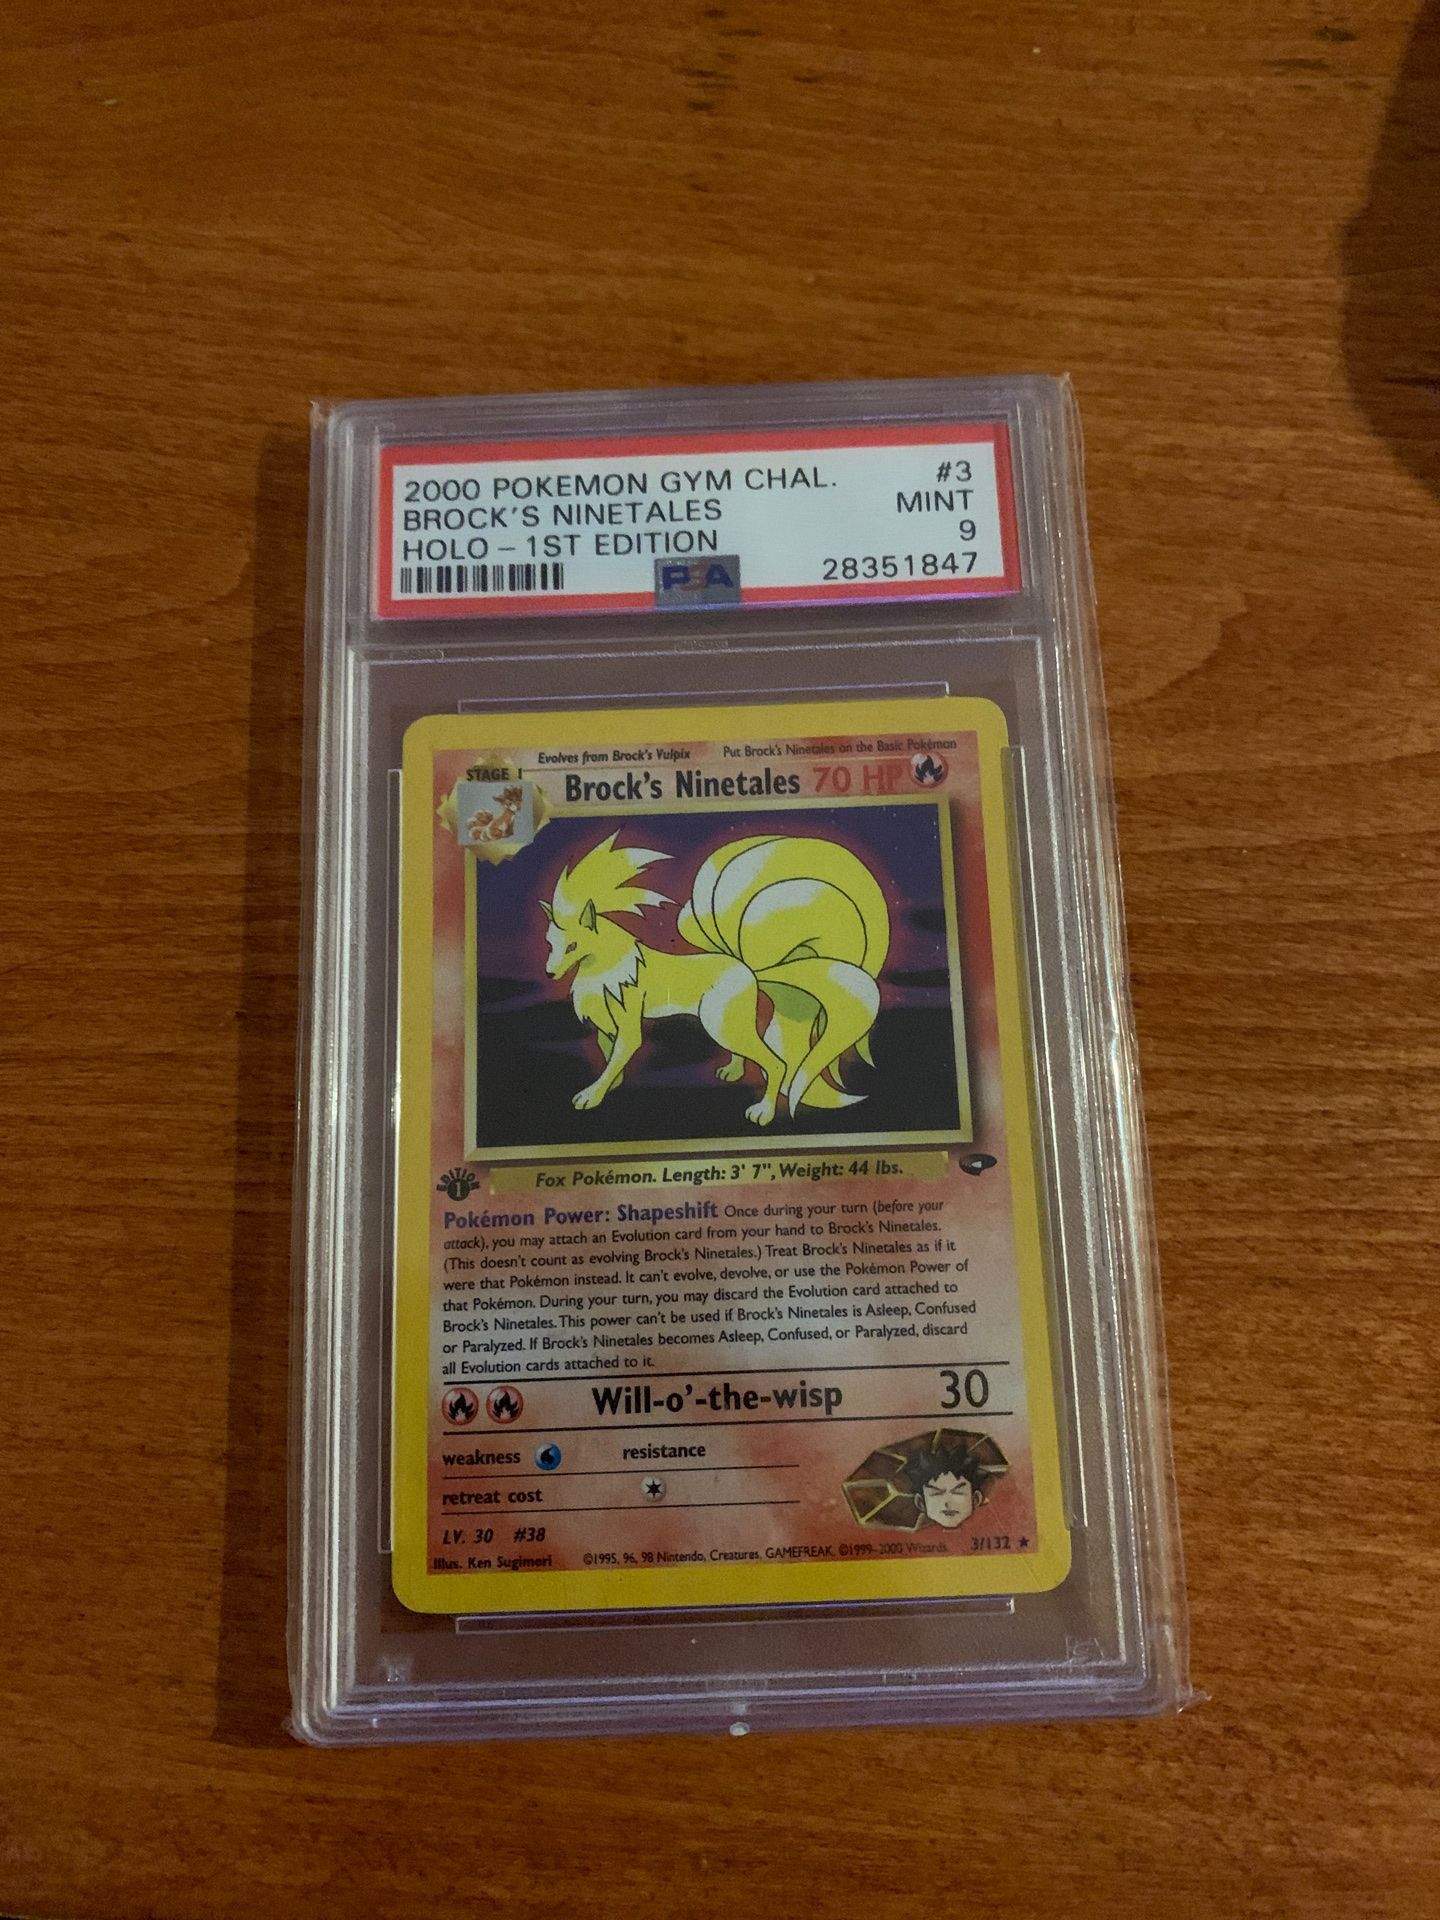 2000 POKEMON GYM CHAL. #3
BROCK'S NINETALES MINT
HOLO – 1ST EDITION 9
PSA 28351847
Evolves from Brock's Vulpix Put Brock's Ninetales on the Basic Pokémon
STAGE 1
Brock's Ninetales 70 HP
EDITION 1
Fox Pokémon. Length: 3' 7", Weight: 44 lbs.
Pokémon Power: Shapeshift Once during your turn (before your
attack), you may attach an Evolution card from your hand to Brock's Ninetales.
(This doesn't count as evolving Brock's Ninetales.) Treat Brock's Ninetales as if it
were that Pokémon instead. It can't evolve, devolve, or use the Pokémon Power of
that Pokémon. During your turn, you may discard the Evolution card attached to
Brock's Ninetales. This power can't be used if Brock's Ninetales is Asleep, Confused
or Paralyzed. If Brock's Ninetales becomes Asleep, Confused, or Paralyzed, discard
all Evolution cards attached to it.
Will-o'-the-wisp 30
weakness resistance
retreat cost
LV. 30 #38
Illus. Ken Sugimori ©1995, 96, 98 Nintendo, Creatures, GAMEFREAK. ©1999-2000 Wizards. 3/132 ★